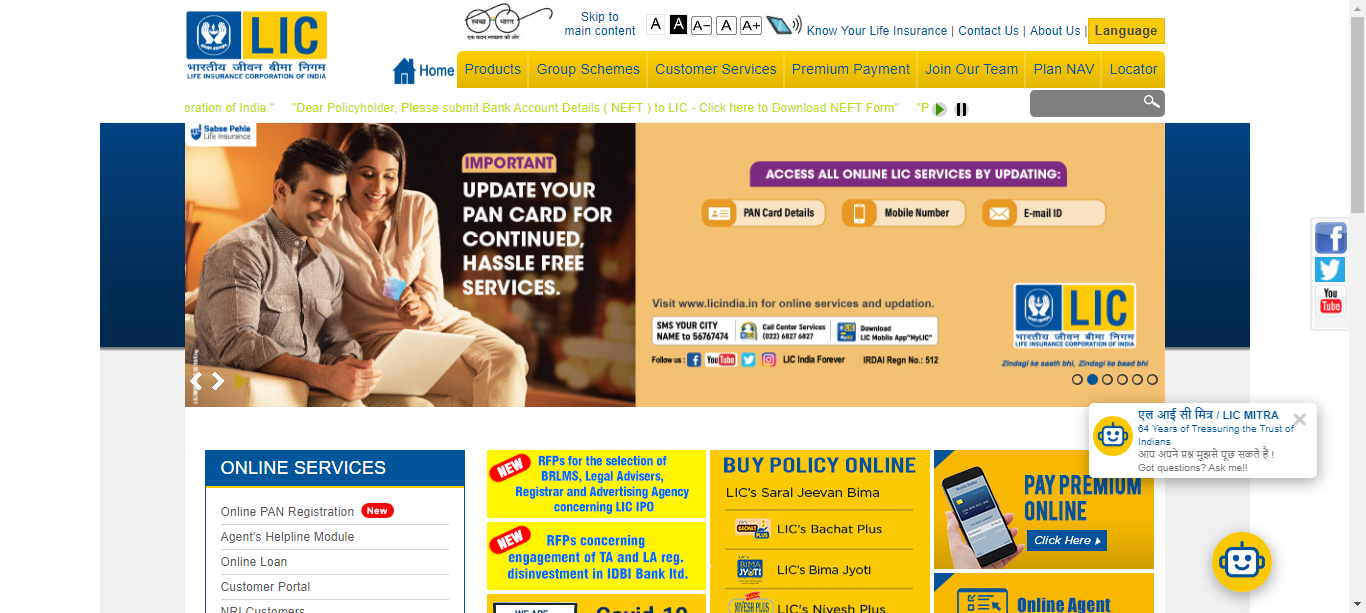 स्वच्छ भारत
एक कदम स्वच्छता की ओर
Skip to
main content
A A A− A A+
Know Your Life Insurance | Contact Us | About Us | Language
LIC
भारतीय जीवन बीमा निगम
LIFE INSURANCE CORPORATION OF INDIA
Home Products Group Schemes Customer Services Premium Payment Join Our Team Plan NAV Locator
oration of India." "Dear Policyholder, Please submit Bank Account Details ( NEFT ) to LIC - Click here to Download NEFT Form" "P
Sabse Pehle
Life Insurance
IMPORTANT
UPDATE YOUR
PAN CARD FOR
CONTINUED,
HASSLE FREE
SERVICES.
ACCESS ALL ONLINE LIC SERVICES BY UPDATING:
PAN Card Details Mobile Number E-mail ID
Visit www.licindia.in for online services and updation.
SMS YOUR CITY
NAME to 56767474
Call Center Services
(022) 6827 6827
Download
LIC Mobile App"MyLIC"
Follow us : You Tube LIC India Forever IRDAI Regn No.: 512
LIC
भारतीय जीवन बीमा निगम
LIFE INSURANCE CORPORATION OF INDIA
Zindagi ke saath bhi, Zindagi ke baad bhi
You
Tube
एल आई सी मित्र / LIC MITRA
64 Years of Treasuring the Trust of
Indians
आप अपने प्रश्न मुझसे पूछ सकते हैं !
Got questions? Ask me!!
ONLINE SERVICES
Online PAN Registration New
Agent's Helpline Module
Online Loan
Customer Portal
NRI Customers
NEW
RFPs for the selection of
BRLMS, Legal Advisers,
Registrar and Advertising Agency
concerning LIC IPO
NEW
RFPs concerning
engagement of TA and LA reg.
disinvestment in IDBI Bank ltd.
WE ARE
Covid-19
BUY POLICY ONLINE
LIC's Saral Jeevan Bima
BACHAT
PLUS
LIC's Bachat Plus
BIMA
JYOTI
LIC's Bima Jyoti
NIVESH PLUS
LIC's Nivesh Plus
PAY PREMIUM
ONLINE
Click Here
Online Agent